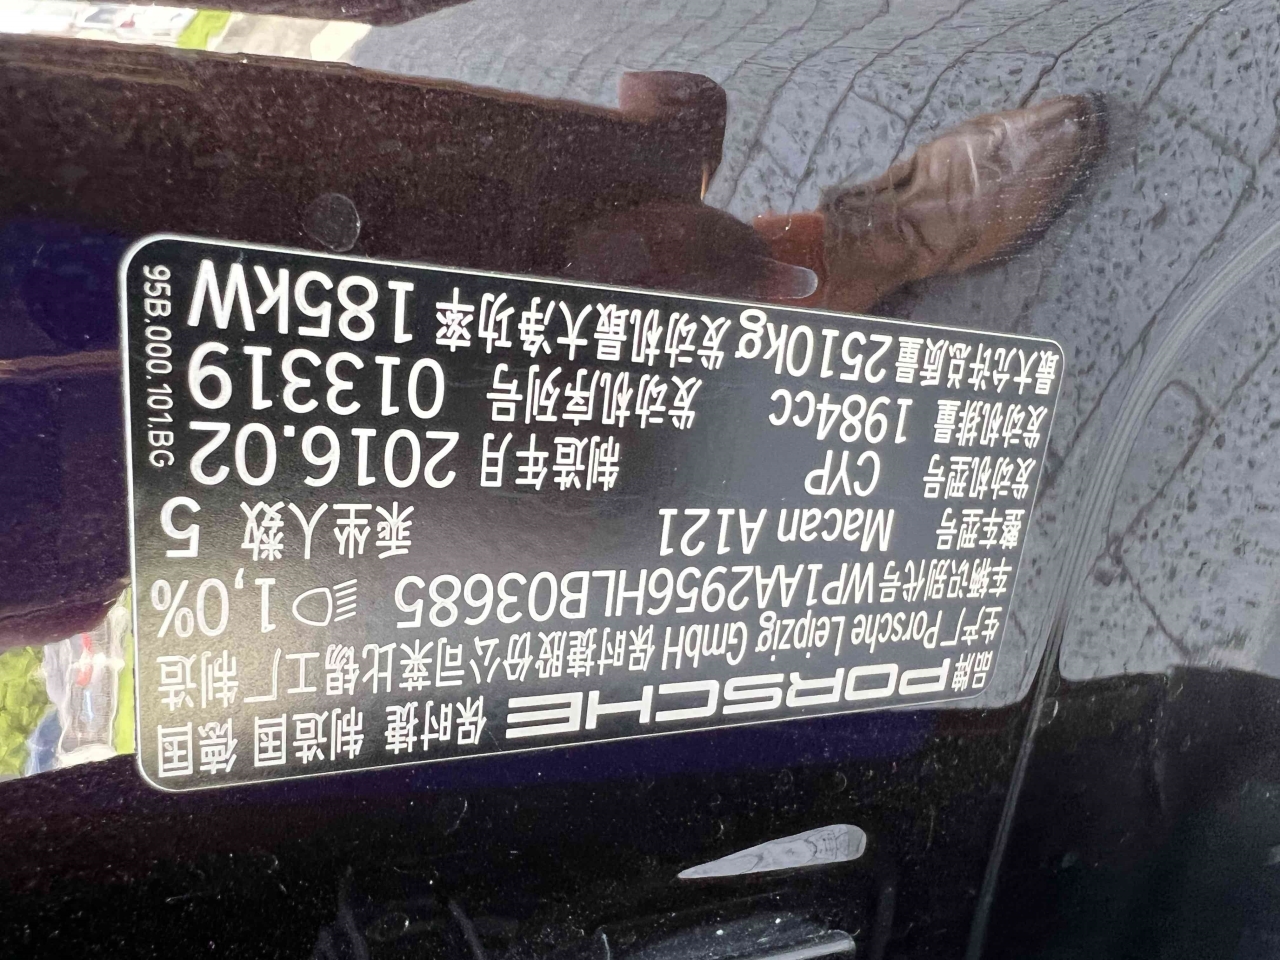 品牌 PORSCHE 保时捷 制造国 德国
生产厂 Porsche Leipzig GmbH 保时捷股份公司莱比锡工厂 制造
车辆识别代号 WP1AA2956HLB03685 1,0%
整车型号 Macan A121 乘坐人数 5
发动机型号 CYP 制造年月 2016.02
发动机排量 1984cc 发动机序列号 013319
最大允许总质量 2510kg 发动机最大净功率 185kW
95B.000.101.BG